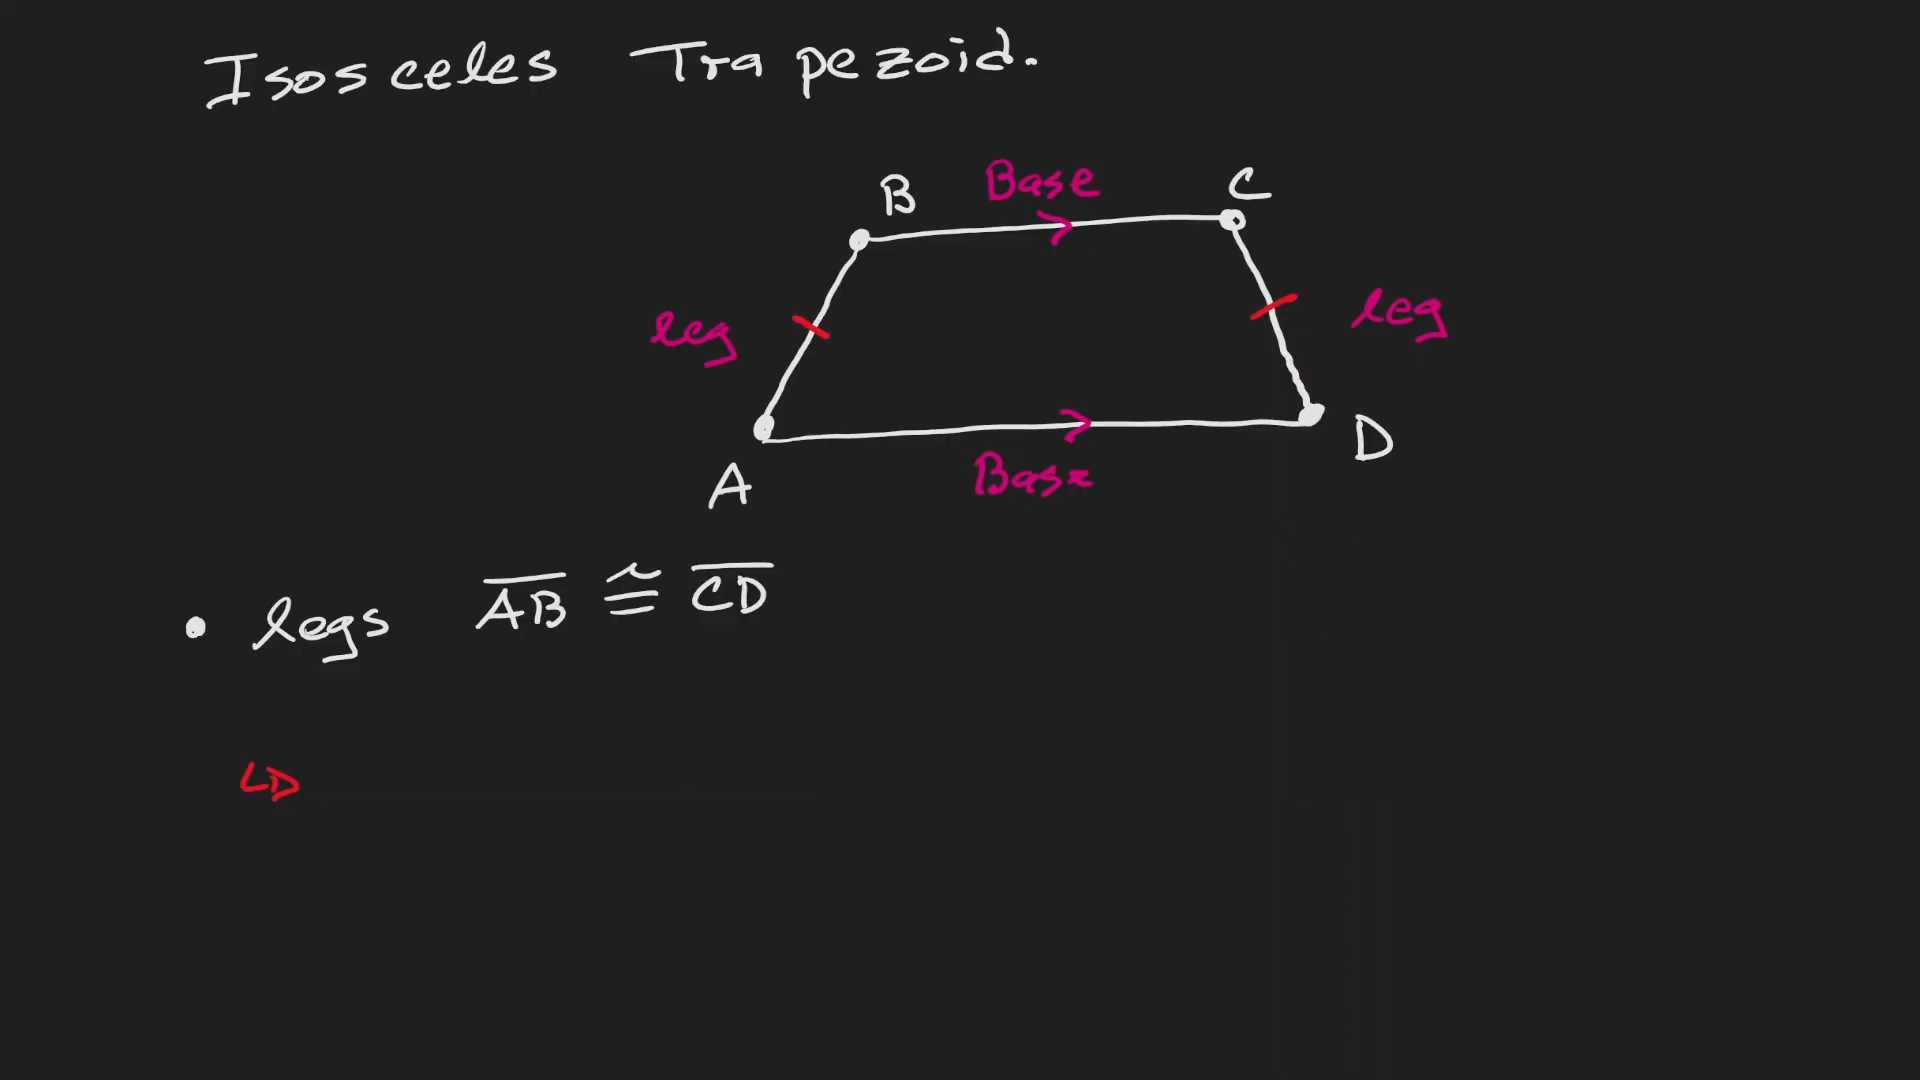 Isosceles Trapezoid.
B Base C
leg leg
A Base D
• legs AB ≅ CD
∠D